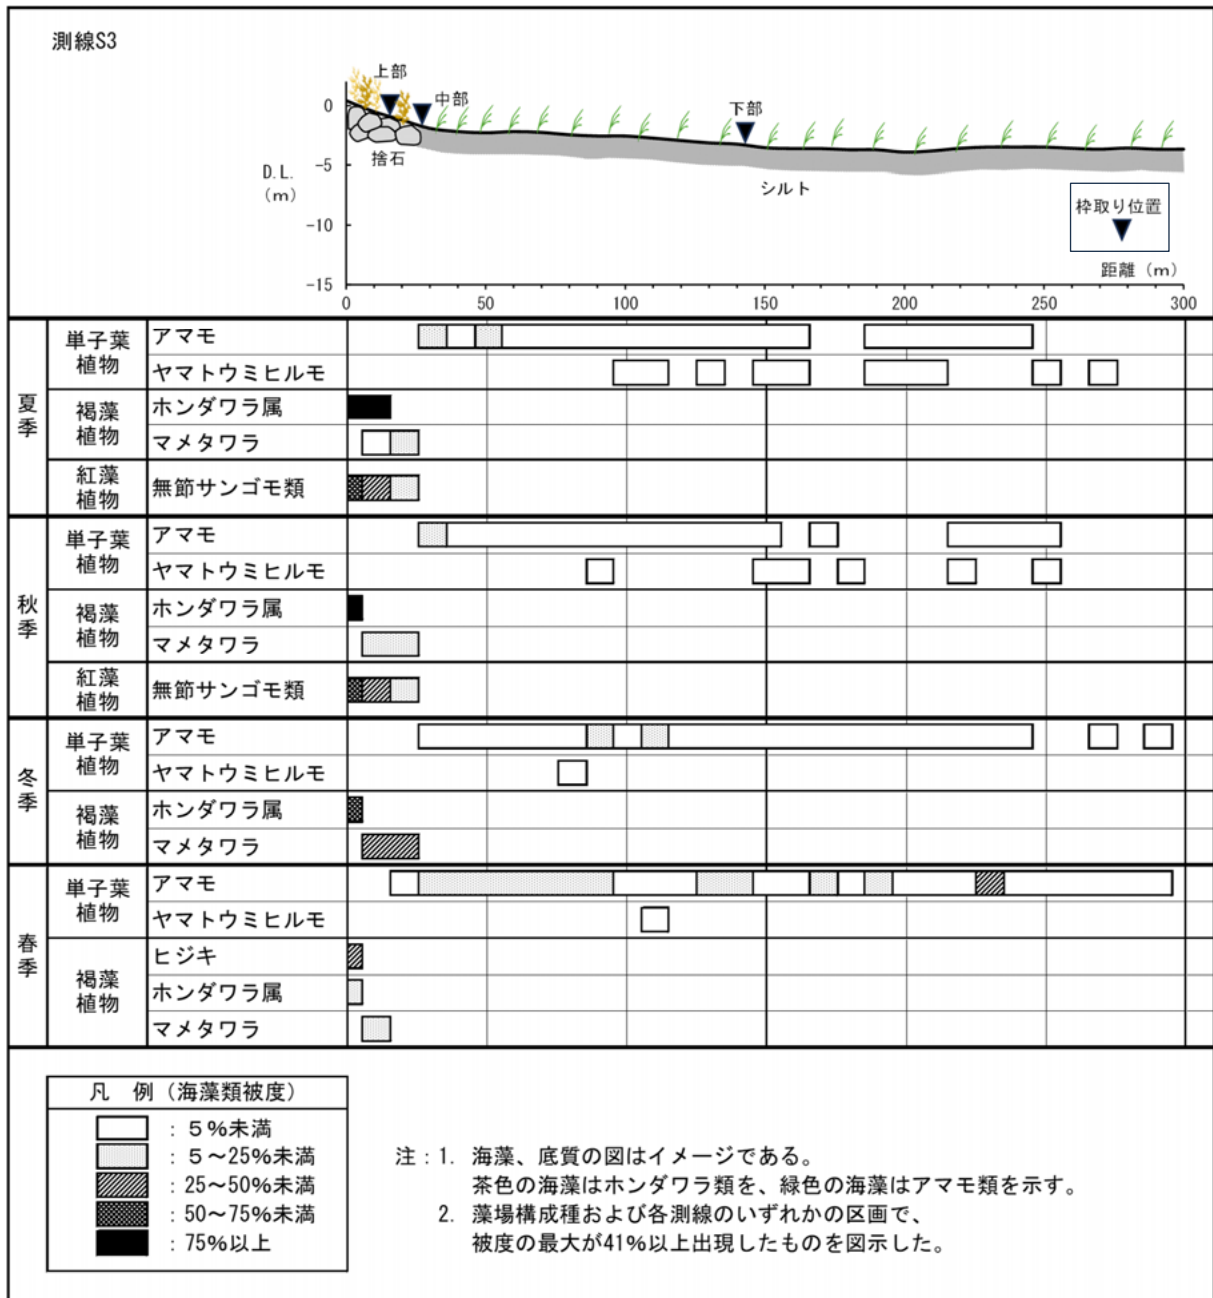 測線S3
上部
中部
下部
0
捨石
-5
D.L.
(m)
シルト
枠取り位置
-10
距離 (m)
-15
0 50 100 150 200 250 300
夏季
単子葉植物
アマモ
ヤマトウミヒルモ
褐藻植物
ホンダワラ属
マメタワラ
紅藻植物
無節サンゴモ類
秋季
単子葉植物
アマモ
ヤマトウミヒルモ
褐藻植物
ホンダワラ属
マメタワラ
紅藻植物
無節サンゴモ類
冬季
単子葉植物
アマモ
ヤマトウミヒルモ
褐藻植物
ホンダワラ属
マメタワラ
春季
単子葉植物
アマモ
ヤマトウミヒルモ
褐藻植物
ヒジキ
ホンダワラ属
マメタワラ
凡 例 (海藻類被度)
: 5%未満
: 5~25%未満
: 25~50%未満
: 50~75%未満
: 75%以上
注:1. 海藻、底質の図はイメージである。
茶色の海藻はホンダワラ類を、緑色の海藻はアマモ類を示す。
2. 藻場構成種および各測線のいずれかの区画で、
被度の最大が41%以上出現したものを図示した。